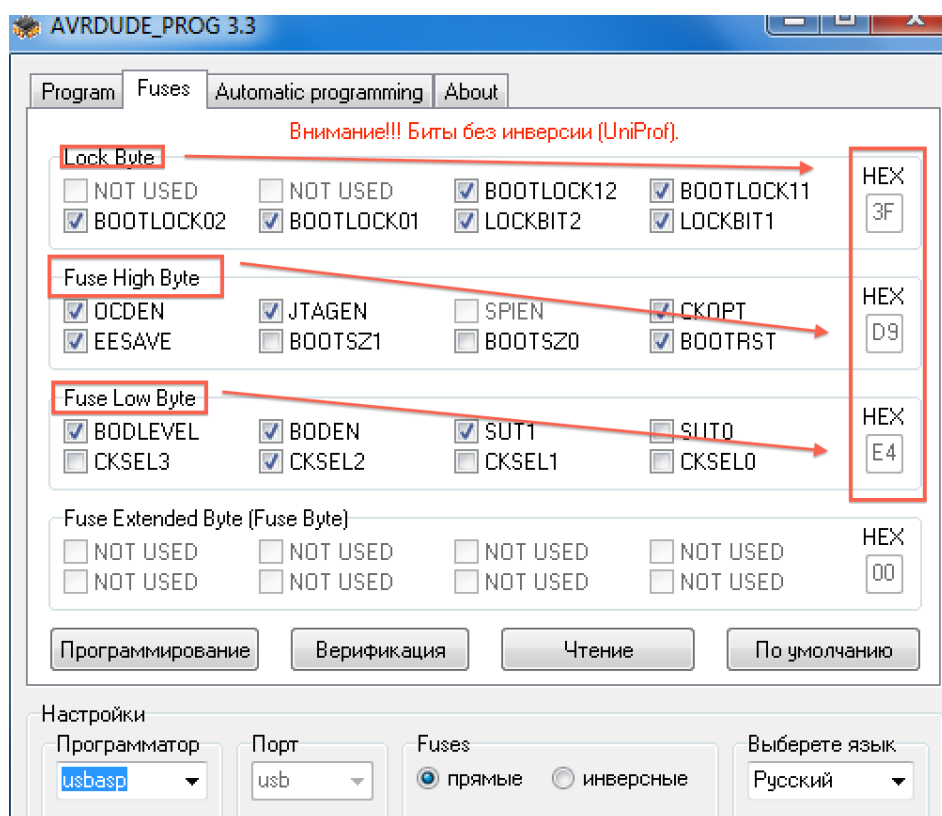 AVRDUDE_PROG 3.3
Program Fuses Automatic programming About
Внимание!!! Биты без инверсии (UniProf).
Lock Byte
HEX
NOT USED NOT USED BOOTLOCK12 BOOTLOCK11
3F
BOOTLOCK02 BOOTLOCK01 LOCKBIT2 LOCKBIT1
Fuse High Byte
HEX
OCDEN JTAGEN SPIEN CKOPT
D9
EESAVE BOOTSZ1 BOOTSZ0 BOOTRST
Fuse Low Byte
HEX
BODLEVEL BODEN SUT1 SUT0
E4
CKSEL3 CKSEL2 CKSEL1 CKSEL0
Fuse Extended Byte (Fuse Byte)
HEX
NOT USED NOT USED NOT USED NOT USED
00
NOT USED NOT USED NOT USED NOT USED
Программирование Верификация Чтение По умолчанию
Настройки
Программатор Порт Fuses Выберете язык
usbasp usb прямые инверсные Русский